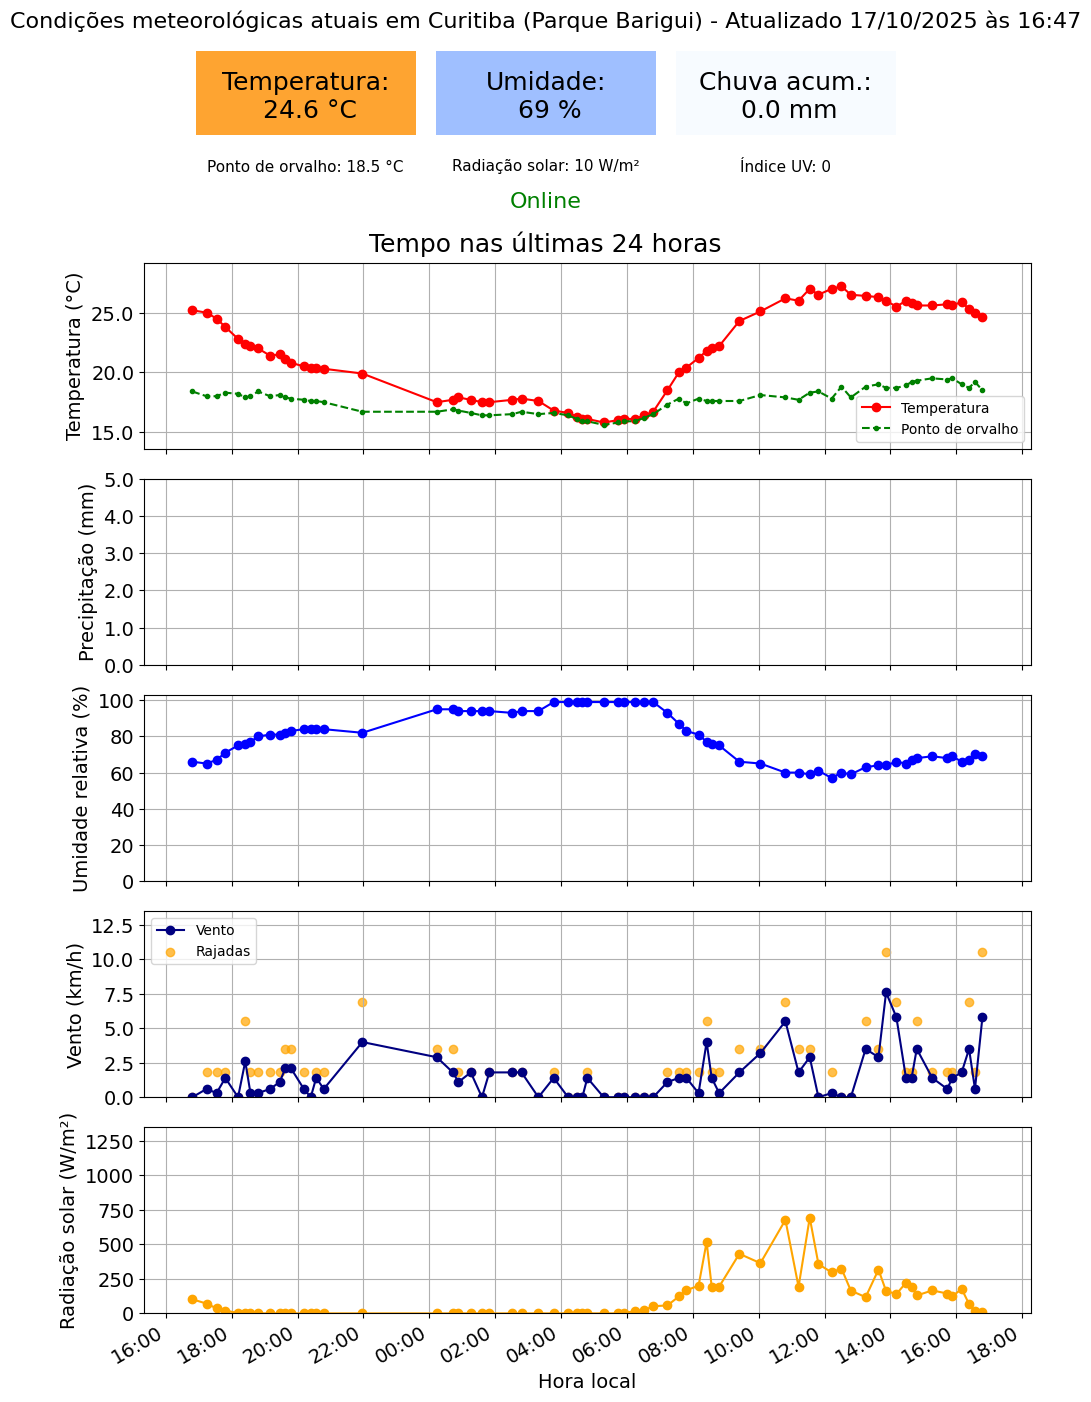 Condições meteorológicas atuais em Curitiba (Parque Barigui) - Atualizado 17/10/2025 às 16:47
Temperatura:
24.6 °C
Umidade:
69 %
Chuva acum.:
0.0 mm
Ponto de orvalho: 18.5 °C
Radiação solar: 10 W/m²
Índice UV: 0
Online
Tempo nas últimas 24 horas
Temperatura (°C)
25.0
20.0
15.0
Temperatura
Ponto de orvalho
Precipitação (mm)
5.0
4.0
3.0
2.0
1.0
0.0
Umidade relativa (%)
100
80
60
40
20
0
Vento (km/h)
12.5
10.0
7.5
5.0
2.5
0.0
Vento
Rajadas
Radiação solar (W/m²)
1250
1000
750
500
250
0
16:00
18:00
20:00
22:00
00:00
02:00
04:00
06:00
08:00
10:00
12:00
14:00
16:00
18:00
Hora local